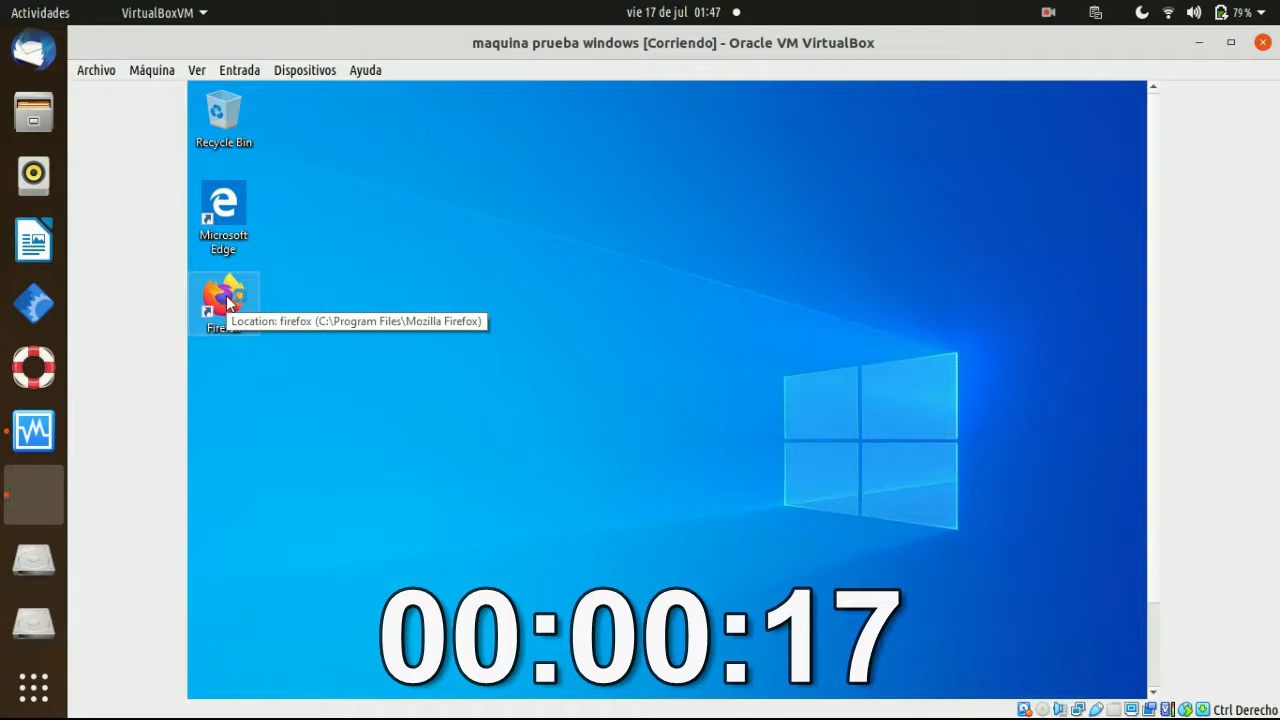 Actividades
VirtualBoxVM
vie 17 de jul 01:47
79 %
maquina prueba windows [Corriendo] - Oracle VM VirtualBox
Archivo Máquina Ver Entrada Dispositivos Ayuda
Recycle Bin
Microsoft
Edge
Location: firefox (C:\Program Files\Mozilla Firefox)
00:00:17
Ctrl Derecho